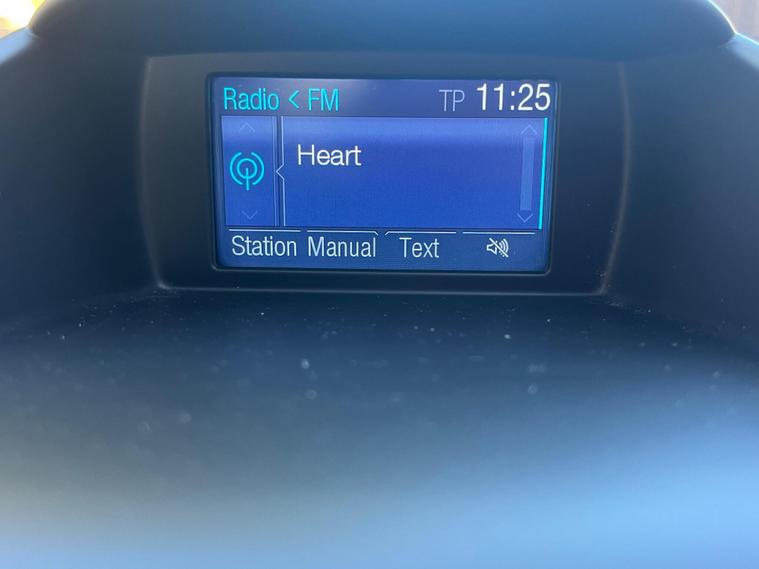 Radio < FM TP 11:25
Heart
Station Manual Text